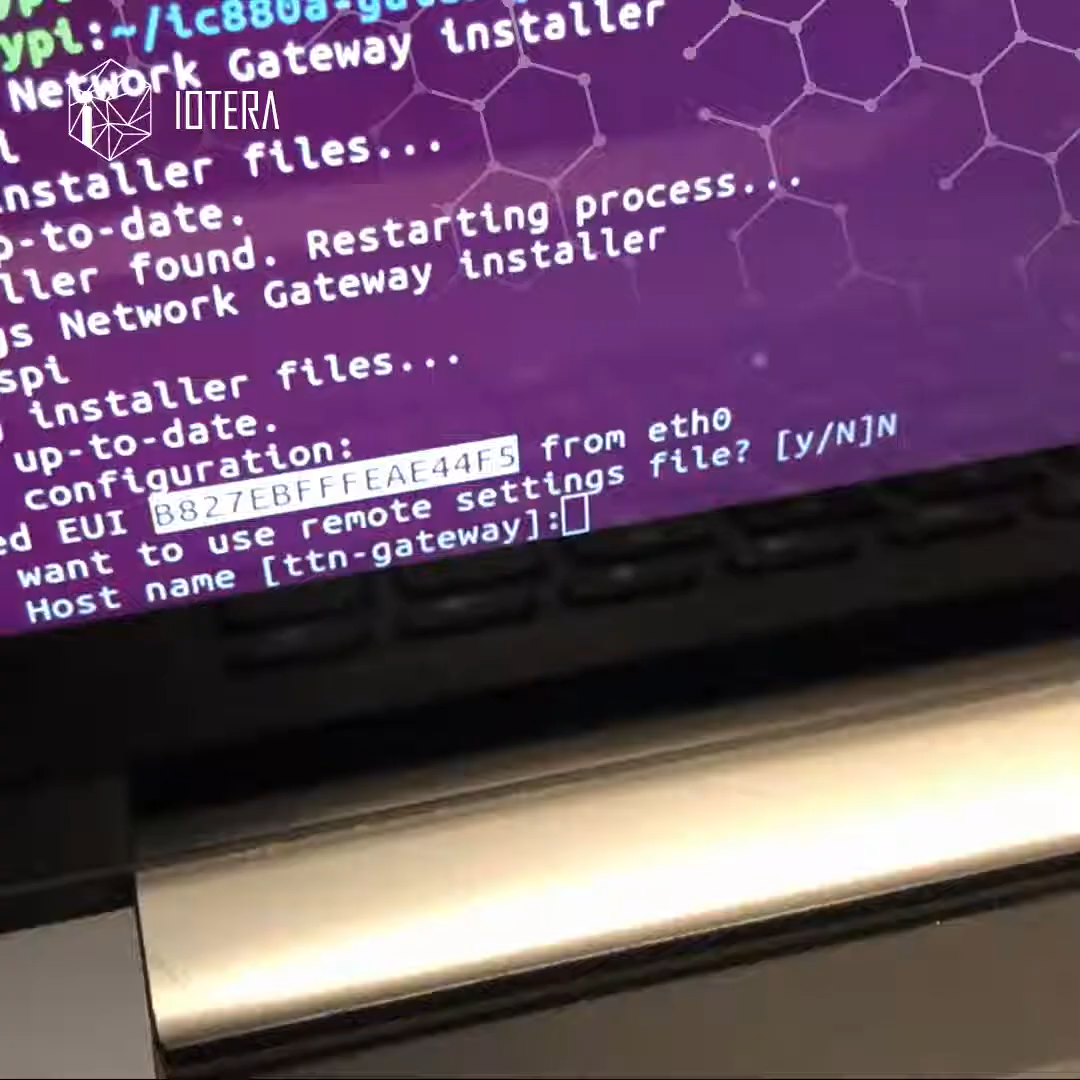 ypi:~/ic880a-gate
Network Gateway installer
IOTERA
installer files...
p-to-date.
ller found. Restarting process...
gs Network Gateway installer
spi
installer files...
up-to-date.
configuration:
ed EUI B827EBFFFEAE44F5 from eth0
want to use remote settings file? [y/N]N
Host name [ttn-gateway]: